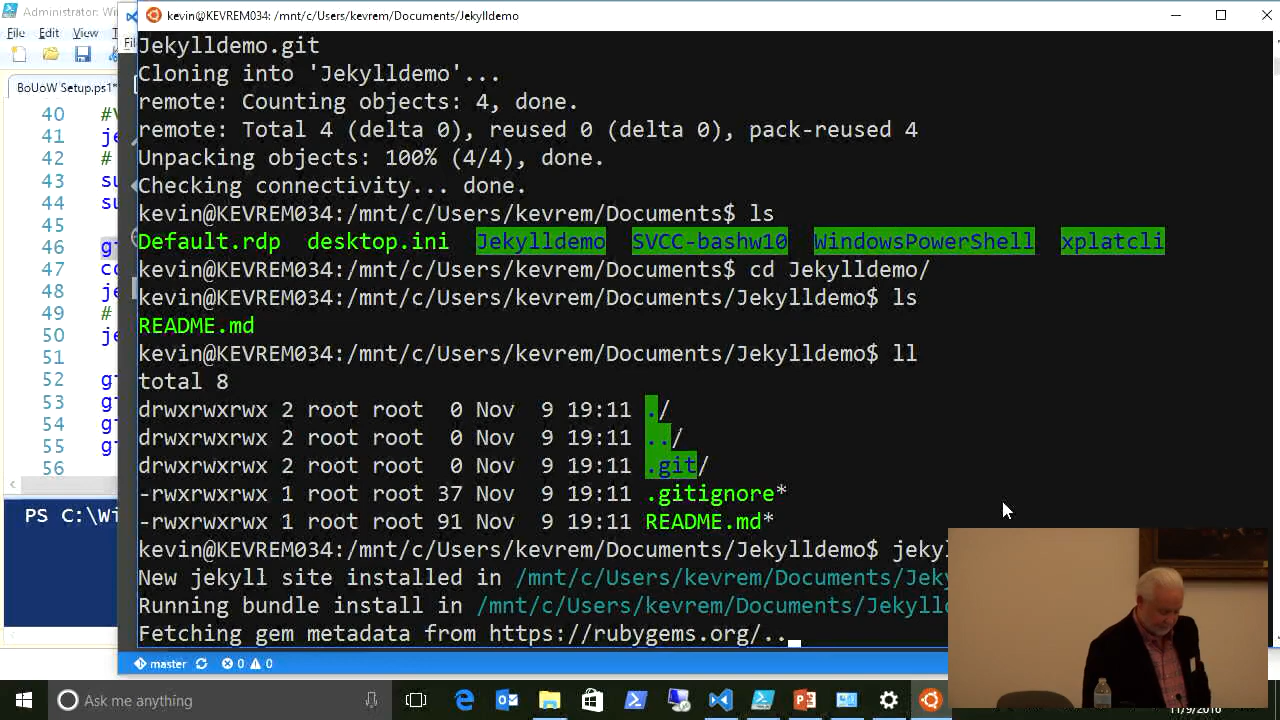 Administrator: Win
File Edit View
BoUoW Setup.ps1*
40
41
42
43
44
45
46
47
48
49
50
51
52
53
54
55
56
PS C:\Wi
kevin@KEVREM034: /mnt/c/Users/kevrem/Documents/Jekylldemo
Jekylldemo.git
Cloning into 'Jekylldemo'...
remote: Counting objects: 4, done.
remote: Total 4 (delta 0), reused 0 (delta 0), pack-reused 4
Unpacking objects: 100% (4/4), done.
Checking connectivity... done.
kevin@KEVREM034:/mnt/c/Users/kevrem/Documents$ ls
Default.rdp desktop.ini Jekylldemo SVCC-bashw10 WindowsPowerShell xplatcli
kevin@KEVREM034:/mnt/c/Users/kevrem/Documents$ cd Jekylldemo/
kevin@KEVREM034:/mnt/c/Users/kevrem/Documents/Jekylldemo$ ls
README.md
kevin@KEVREM034:/mnt/c/Users/kevrem/Documents/Jekylldemo$ ll
total 8
drwxrwxrwx 2 root root 0 Nov 9 19:11 ./
drwxrwxrwx 2 root root 0 Nov 9 19:11 ../
drwxrwxrwx 2 root root 0 Nov 9 19:11 .git/
-rwxrwxrwx 1 root root 37 Nov 9 19:11 .gitignore*
-rwxrwxrwx 1 root root 91 Nov 9 19:11 README.md*
kevin@KEVREM034:/mnt/c/Users/kevrem/Documents/Jekylldemo$ jeky
New jekyll site installed in /mnt/c/Users/kevrem/Documents/Jeky
Running bundle install in /mnt/c/Users/kevrem/Documents/Jekylld
Fetching gem metadata from https://rubygems.org/..
master 0 0
Ask me anything
11/9/2016